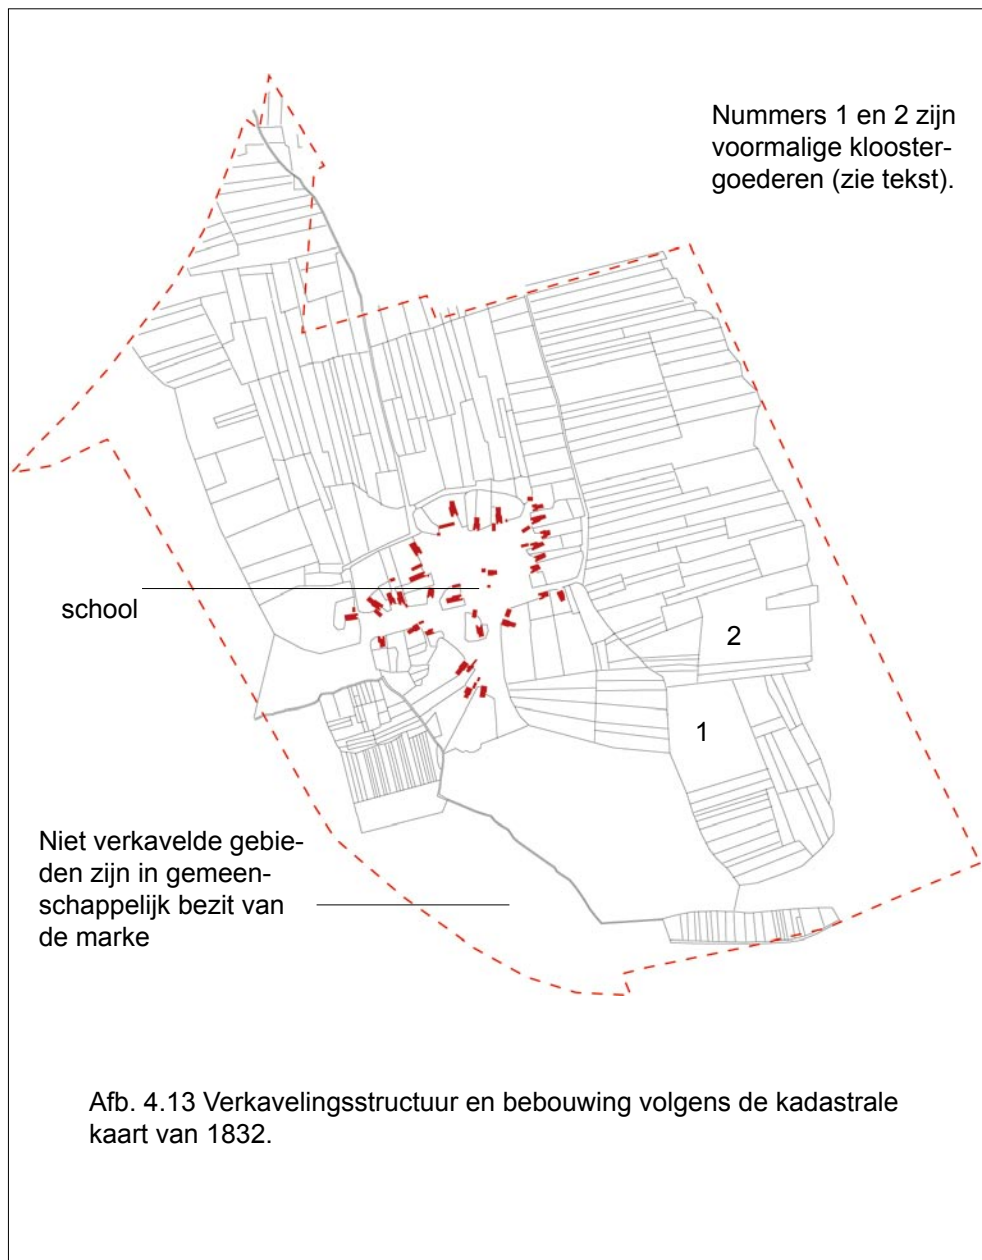 Nummers 1 en 2 zijn
voormalige klooster-
goederen (zie tekst).
school
2
1
Niet verkavelde gebie-
den zijn in gemeen-
schappelijk bezit van
de marke
Afb. 4.13 Verkavelingsstructuur en bebouwing volgens de kadastrale
kaart van 1832.